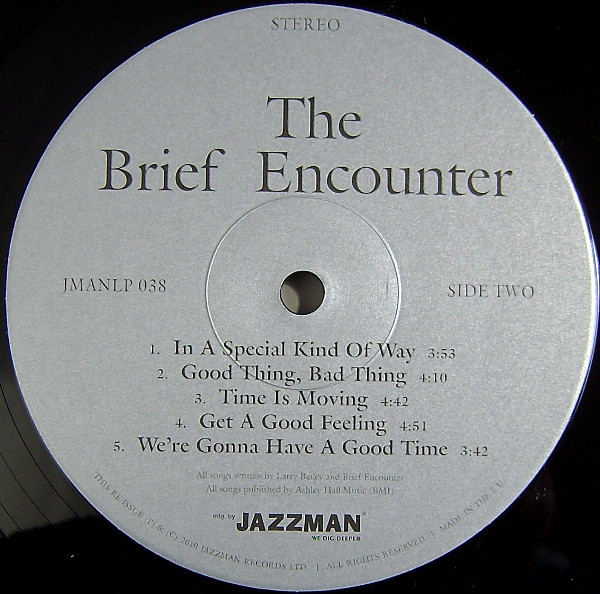 STEREO
The
Brief Encounter
JMANLP 038
SIDE TWO
1. In A Special Kind Of Way 3:53
2. Good Thing, Bad Thing 4:10
3. Time Is Moving 4:42
4. Get A Good Feeling 4:51
5. We're Gonna Have A Good Time 3:42
All songs written by Larry Bailey and Brief Encounter
All songs published by Ashley Hall Music (BMI)
mfg by JAZZMAN®
WE DIG DEEPER
THIS RE-ISSUE (P) & (C) 2010 JAZZMAN RECORDS LTD | ALL RIGHTS RESERVED | MADE IN THE EU